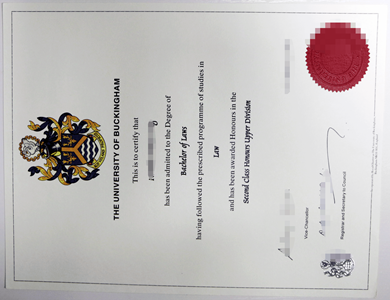 THE UNIVERSITY OF BUCKINGHAM
This is to certify that
has been admitted to the Degree of
Bachelor of Laws
having followed the prescribed programme of studies in
Law
and has been awarded Honours in the
Second Class Honours Upper Division
Vice-Chancellor
Registrar and Secretary to Council